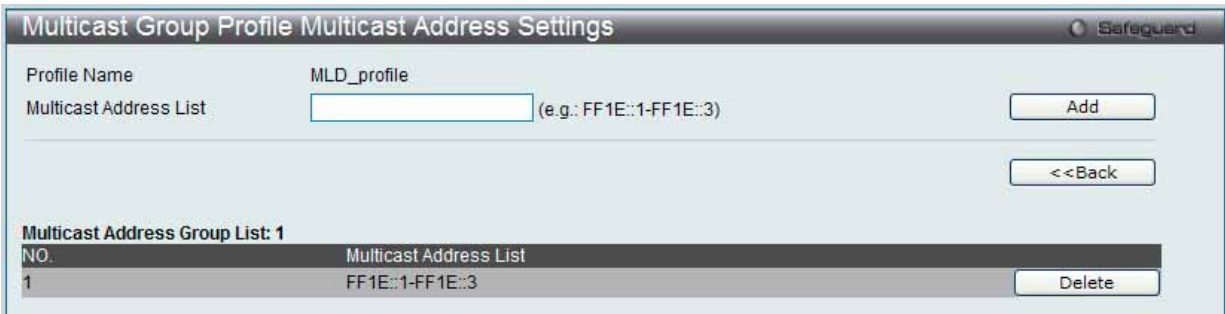 Multicast Group Profile Multicast Address Settings Safeguard
Profile Name MLD_profile
Multicast Address List (e.g.: FF1E::1-FF1E::3) Add
<<Back
Multicast Address Group List: 1
NO. Multicast Address List
1 FF1E::1-FF1E::3 Delete